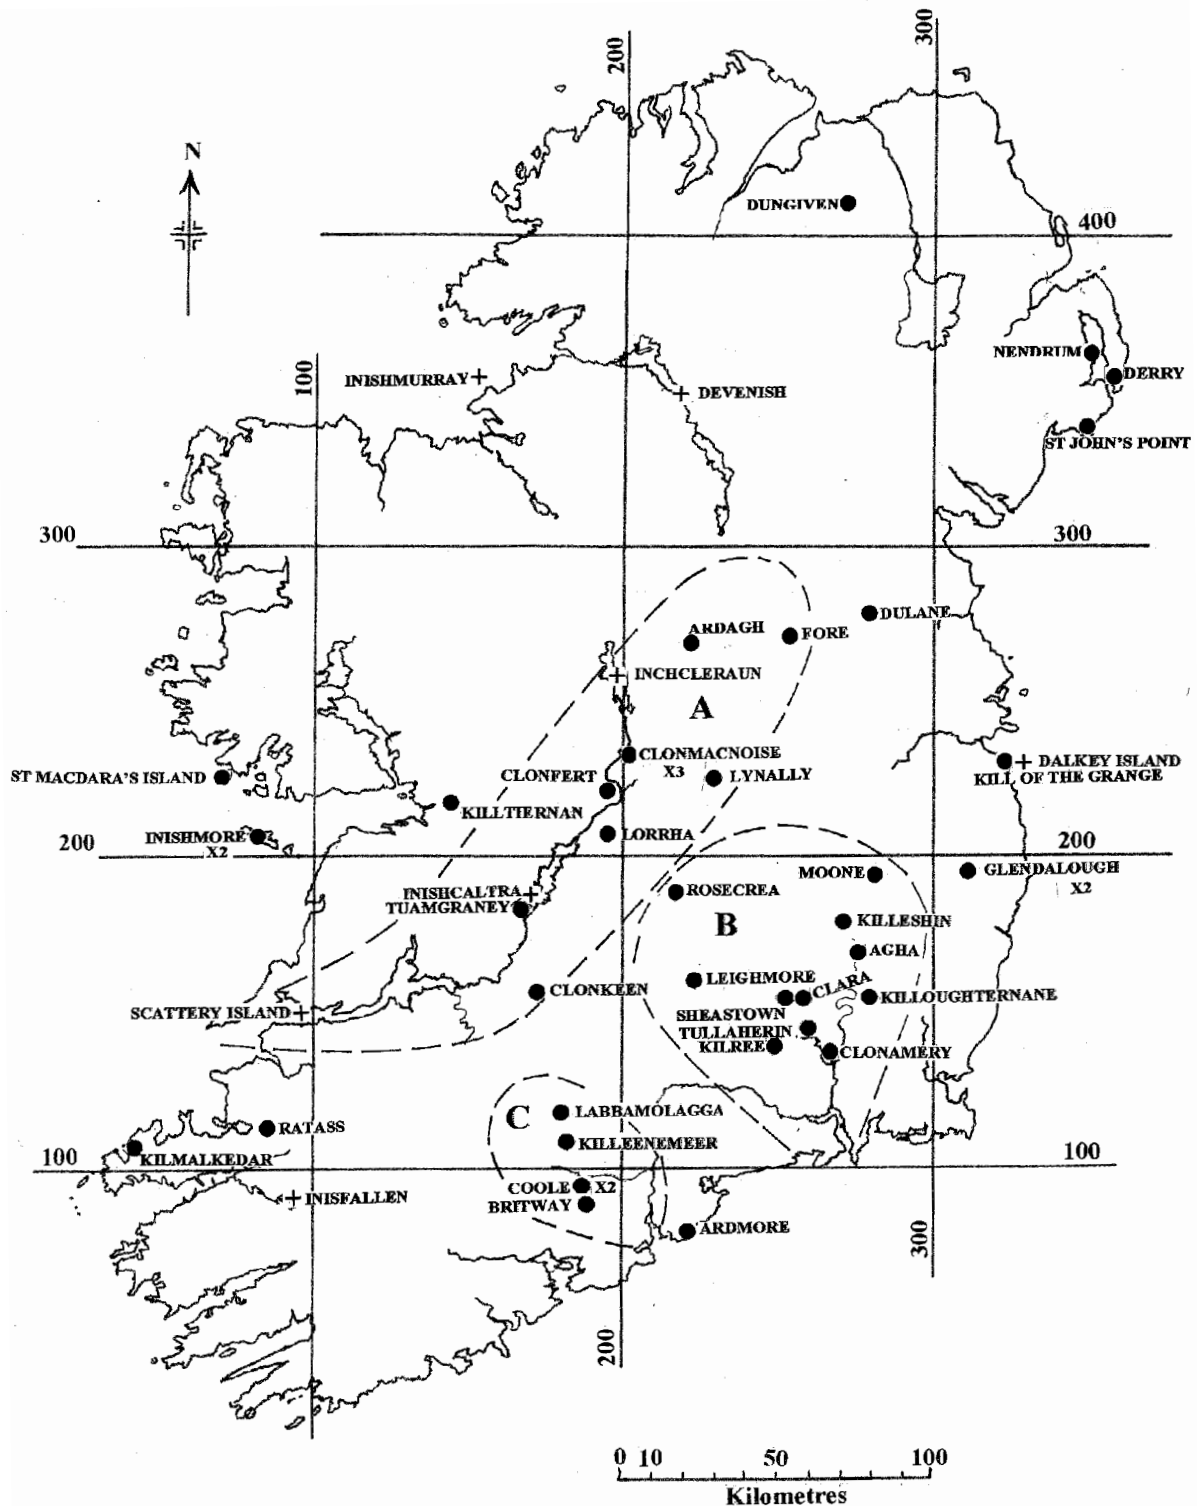 300
200
N
DUNGIVEN
400
NENDRUM
INISHMURRAY
DERRY
100
DEVENISH
ST JOHN'S POINT
300
300
DULANE
ARDAGH
FORE
INCHCLERAUN
A
CLONMACNOISE
X3
DALKEY ISLAND
ST MACDARA'S ISLAND
CLONFERT
LYNALLY
KILL OF THE GRANGE
KILLTIERNAN
INISHMORE
X2
LORRHA
200
200
MOONE
GLENDALOUGH
X2
INISHCALTRA
ROSECREA
TUAMGRANEY
B
KILLESHIN
AGHA
LEIGHMORE
CLARA
CLONKEEN
KILLOUGHTERNANE
SCATTERY ISLAND
SHEASTOWN
TULLAHERIN
KILREE
CLONAMERY
C
LABBAMOLAGGA
RATASS
KILLEENEMEER
KILMALKEDAR
100
100
COOLE
X2
INISFALLEN
BRITWAY
ARDMORE
300
200
0 10 50 100
Kilometres